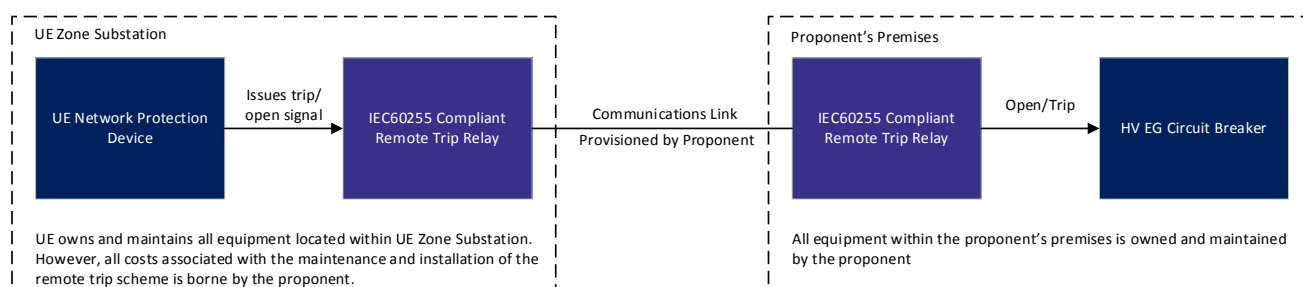 UE Zone Substation
UE Network Protection
Device
Issues trip/
open signal
IEC60255 Compliant
Remote Trip Relay
UE owns and maintains all equipment located within UE Zone Substation.
However, all costs associated with the maintenance and installation of the
remote trip scheme is borne by the proponent.
Communications Link
Provisioned by Proponent
Proponent’s Premises
IEC60255 Compliant
Remote Trip Relay
Open/Trip
HV EG Circuit Breaker
All equipment within the proponent’s premises is owned and maintained
by the proponent